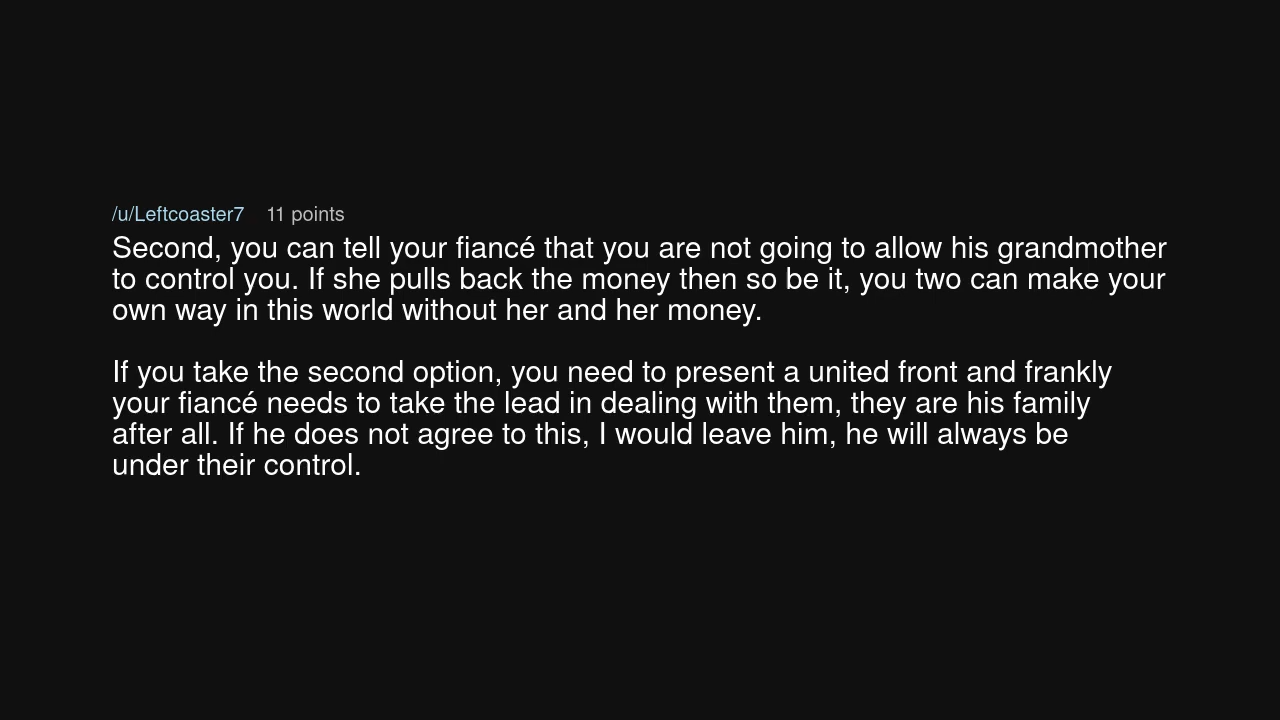 /u/Leftcoaster7 11 points
Second, you can tell your fiancé that you are not going to allow his grandmother
to control you. If she pulls back the money then so be it, you two can make your
own way in this world without her and her money.
If you take the second option, you need to present a united front and frankly
your fiancé needs to take the lead in dealing with them, they are his family
after all. If he does not agree to this, I would leave him, he will always be
under their control.